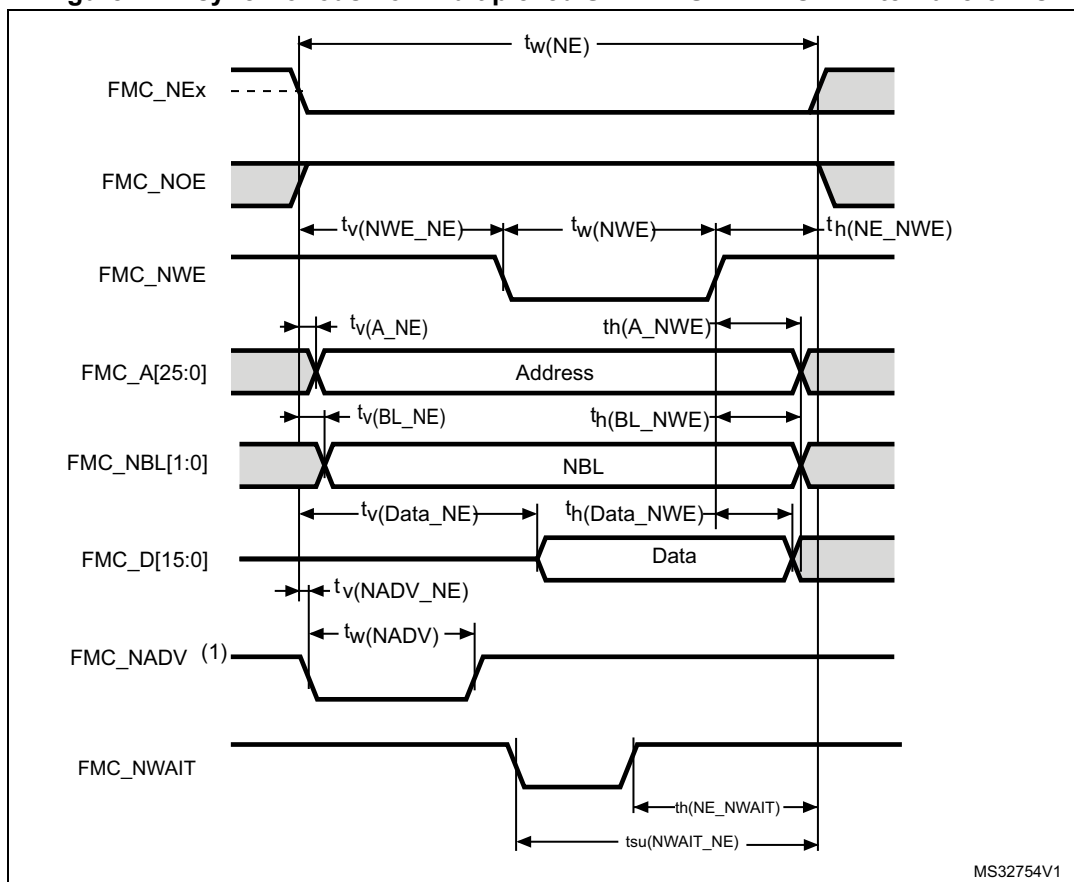 tw(NE)
FMC_NEx
FMC_NOE
tv(NWE_NE) tw(NWE) th(NE_NWE)
FMC_NWE
tv(A_NE) th(A_NWE)
FMC_A[25:0] Address
tv(BL_NE) th(BL_NWE)
FMC_NBL[1:0] NBL
tv(Data_NE) th(Data_NWE)
FMC_D[15:0] Data
tv(NADV_NE)
tw(NADV)
FMC_NADV (1)
FMC_NWAIT
th(NE_NWAIT)
tsu(NWAIT_NE)
MS32754V1